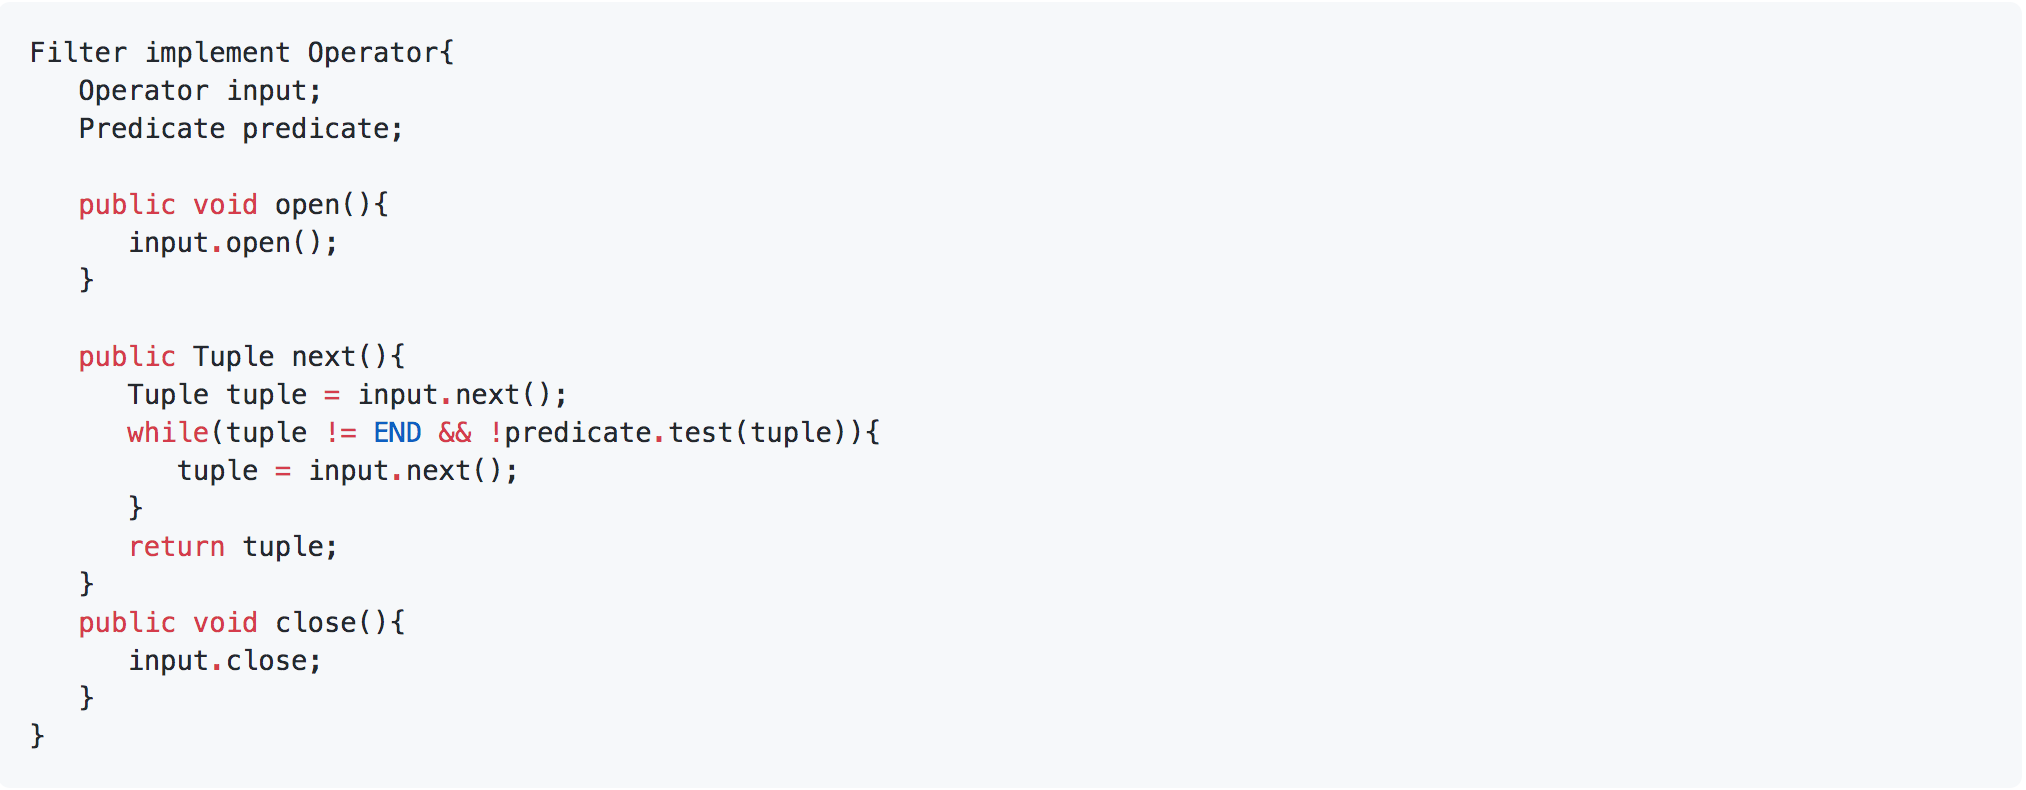 Filter implement Operator{
   Operator input;
   Predicate predicate;

   public void open(){
      input.open();
   }

   public Tuple next(){
      Tuple tuple = input.next();
      while(tuple != END && !predicate.test(tuple)){
         tuple = input.next();
      }
      return tuple;
   }
   public void close(){
      input.close;
   }
}